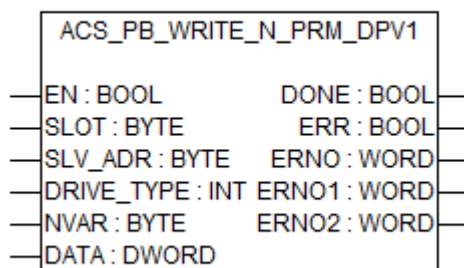 ACS_PB_WRITE_N_PRM_DPV1
EN : BOOL DONE : BOOL
SLOT : BYTE ERR : BOOL
SLV_ADR : BYTE ERNO : WORD
DRIVE_TYPE : INT ERNO1 : WORD
NVAR : BYTE ERNO2 : WORD
DATA : DWORD